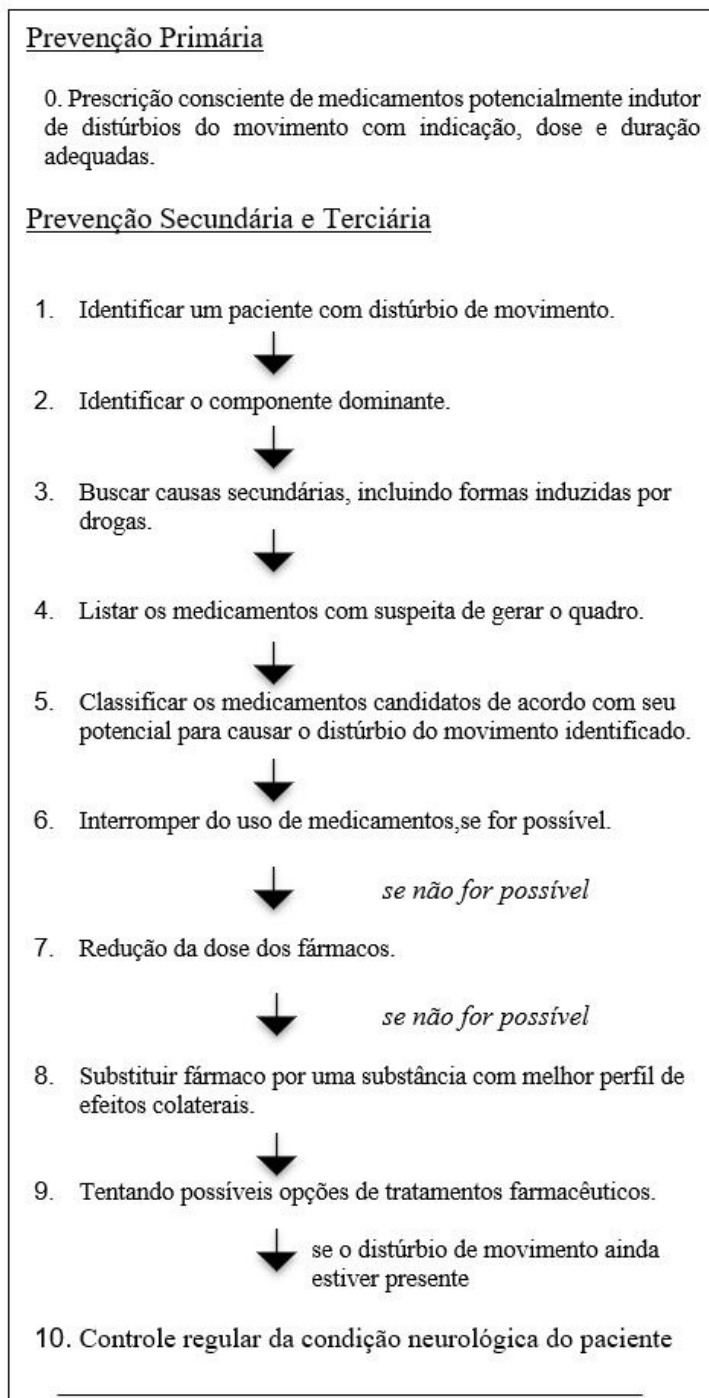 Prevenção Primária
0. Prescrição consciente de medicamentos potencialmente indutor
de distúrbios do movimento com indicação, dose e duração
adequadas.
Prevenção Secundária e Terciária
1. Identificar um paciente com distúrbio de movimento.
2. Identificar o componente dominante.
3. Buscar causas secundárias, incluindo formas induzidas por
drogas.
4. Listar os medicamentos com suspeita de gerar o quadro.
5. Classificar os medicamentos candidatos de acordo com seu
potencial para causar o distúrbio do movimento identificado.
6. Interromper do uso de medicamentos,se for possível.
se não for possível
7. Redução da dose dos fármacos.
se não for possível
8. Substituir fármaco por uma substância com melhor perfil de
efeitos colaterais.
9. Tentando possíveis opções de tratamentos farmacêuticos.
se o distúrbio de movimento ainda
estiver presente
10. Controle regular da condição neurológica do paciente